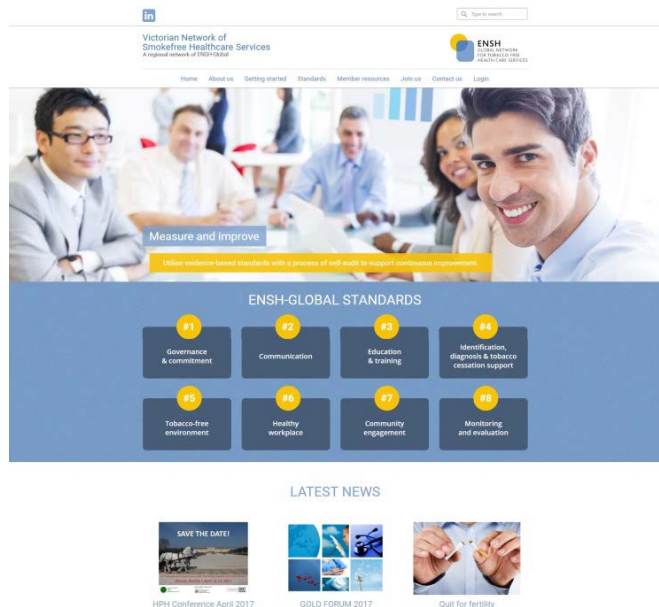 in
Type to search
Victorian Network of
Smokefree Healthcare Services
A regional network of ENSH-Global
ENSH
GLOBAL NETWORK
FOR TOBACCO FREE
HEALTH CARE SERVICES
Home About us Getting started Standards Member resources Join us Contact us Login
Measure and improve
Utilise evidence-based standards with a process of self-audit to support continuous improvement
ENSH-GLOBAL STANDARDS
#1 #2 #3 #4
Governance
& commitment
Communication
Education
& training
Identification,
diagnosis & tobacco
cessation support
#5 #6 #7 #8
Tobacco-free
environment
Healthy
workplace
Community
engagement
Monitoring
and evaluation
LATEST NEWS
SAVE THE DATE!
HPH Conference April 2017
GOLD FORUM 2017
Quit for fertility